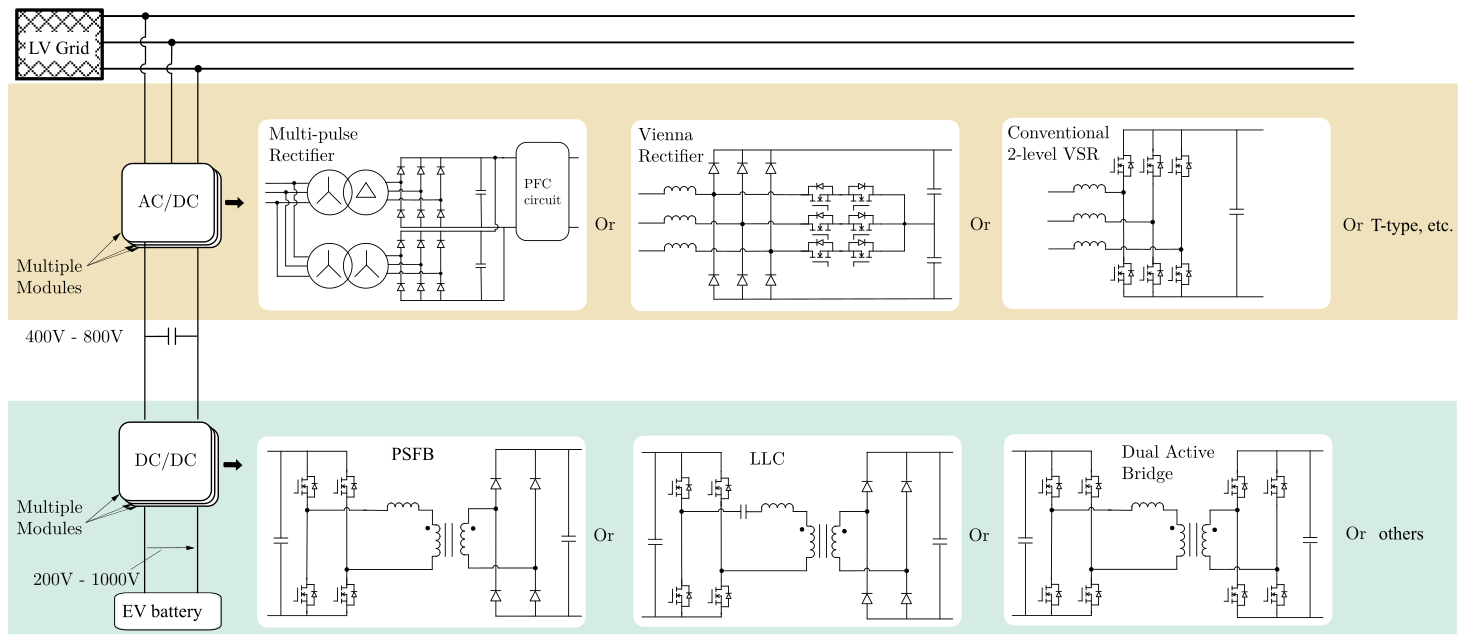 LV Grid
Multi-pulse
Rectifier
PFC
circuit
Vienna
Rectifier
Conventional
2-level VSR
AC/DC
Or
Or
Or T-type, etc.
Multiple
Modules
400V - 800V
DC/DC
PSFB
LLC
Dual Active
Bridge
Multiple
Modules
Or
Or
Or others
200V - 1000V
EV battery